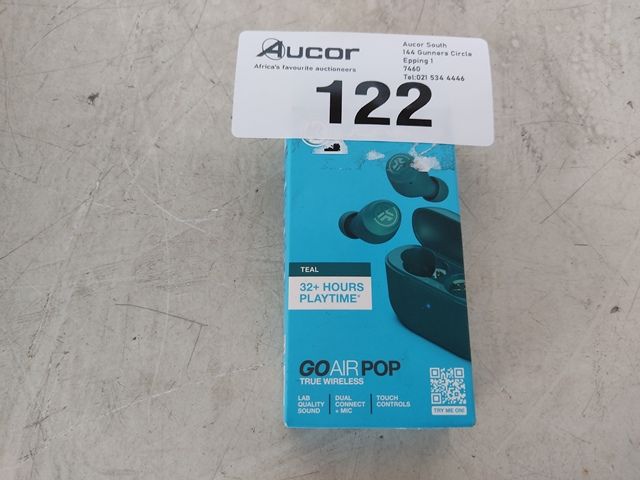 Aucor
Africa's favourite auctioneers
Aucor South
144 Gunners Circle
Epping 1
7460
Tel:021 534 4446
122
TEAL
32+ HOURS
PLAYTIME*
GO AIR POP
TRUE WIRELESS
LAB
QUALITY
SOUND
DUAL
CONNECT
+ MIC
TOUCH
CONTROLS
TRY ME ON!